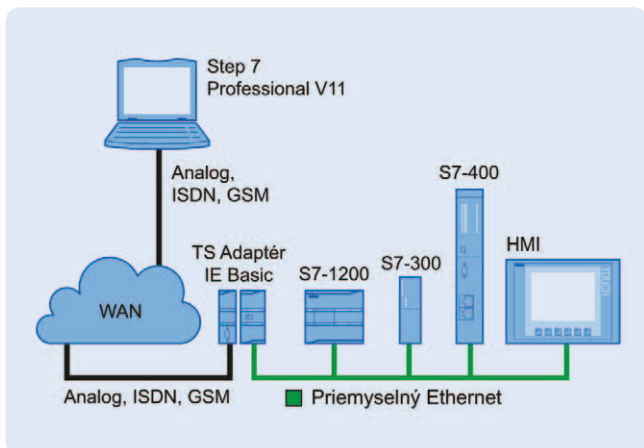 Step 7
Professional V11
Analog,
ISDN, GSM
WAN
TS Adaptér
IE Basic
S7-1200
S7-300
S7-400
HMI
Analog, ISDN, GSM
Priemyselný Ethernet